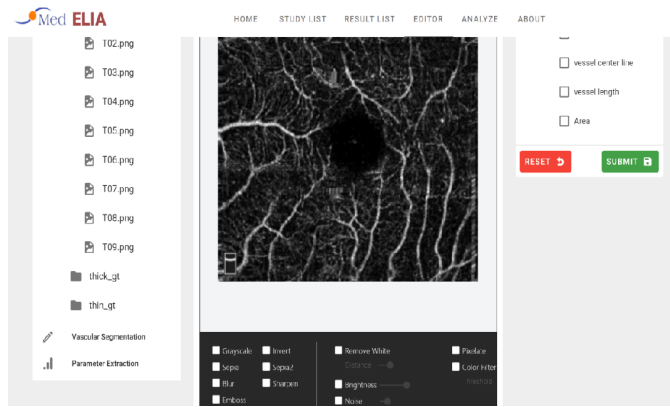 Med ELIA
HOME STUDY LIST RESULT LIST EDITOR ANALYZE ABOUT
T02.png
T03.png
T04.png
T05.png
T06.png
T07.png
T08.png
T09.png
thick_gt
thin_gt
Vascular Segmentation
Parameter Extraction
vessel center line
vessel length
Area
RESET SUBMIT
Grayscale Invert Remove White Pixelate
Sepia Sepia2 Distance Color Filter
Blur Sharpen Brightness Threshold
Emboss Noise